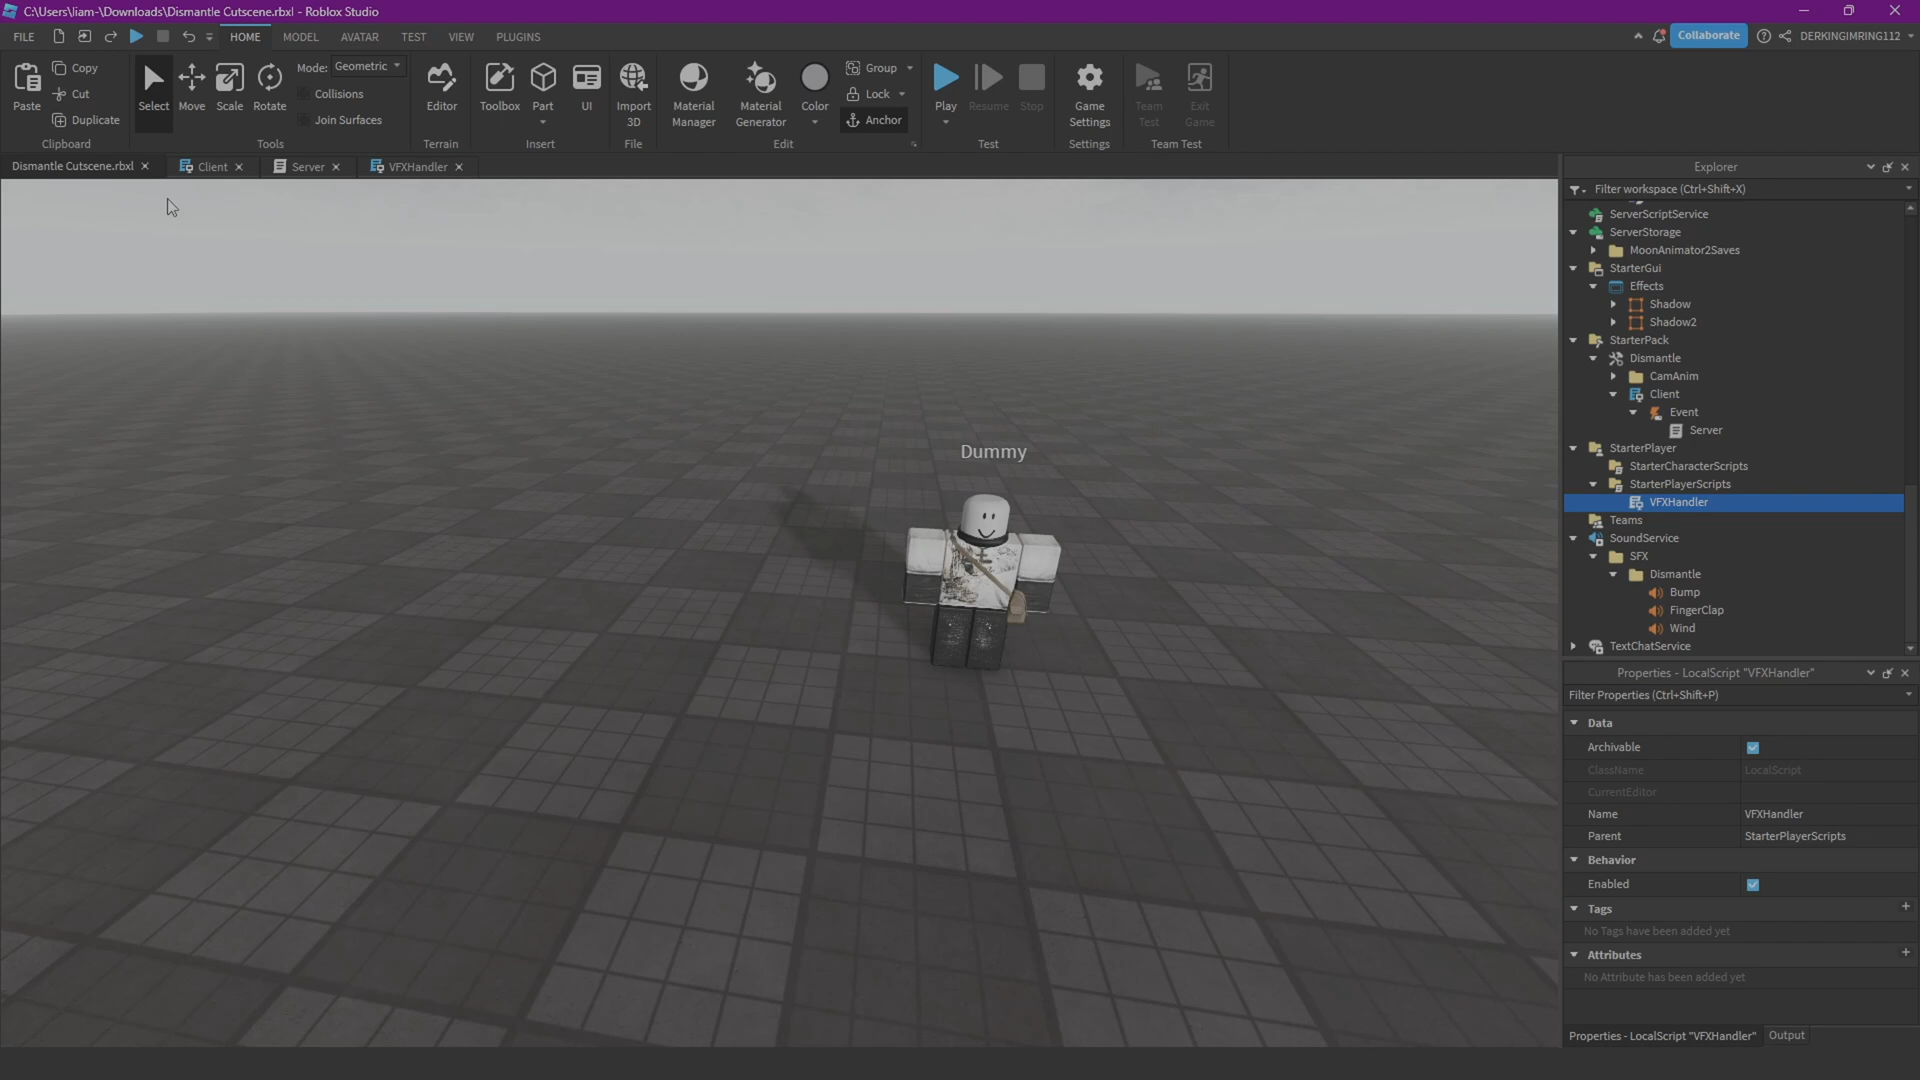 C:\Users\liam-\Downloads\Dismantle Cutscene.rbxl - Roblox Studio
FILE HOME MODEL AVATAR TEST VIEW PLUGINS Collaborate DERKINGIMRING112
Paste
Copy
Cut
Duplicate
Clipboard
Select
Move
Scale
Rotate
Mode: Geometric
Collisions
Join Surfaces
Tools
Editor
Terrain
Toolbox
Part
UI
Insert
Import
3D
File
Material
Manager
Material
Generator
Color
Group
Lock
Anchor
Edit
Play
Resume
Stop
Test
Game
Settings
Settings
Team
Test
Exit
Game
Team Test
Dismantle Cutscene.rbxl Client Server VFXHandler
Dummy
Explorer
Filter workspace (Ctrl+Shift+X)
ServerScriptService
ServerStorage
MoonAnimator2Saves
StarterGui
Effects
Shadow
Shadow2
StarterPack
Dismantle
CamAnim
Client
Event
Server
StarterPlayer
StarterCharacterScripts
StarterPlayerScripts
VFXHandler
Teams
SoundService
SFX
Dismantle
Bump
FingerClap
Wind
TextChatService
Properties - LocalScript "VFXHandler"
Filter Properties (Ctrl+Shift+P)
Data
Archivable
ClassName LocalScript
CurrentEditor
Name VFXHandler
Parent StarterPlayerScripts
Behavior
Enabled
Tags
No Tags have been added yet
Attributes
No Attribute has been added yet
Properties - LocalScript "VFXHandler" Output